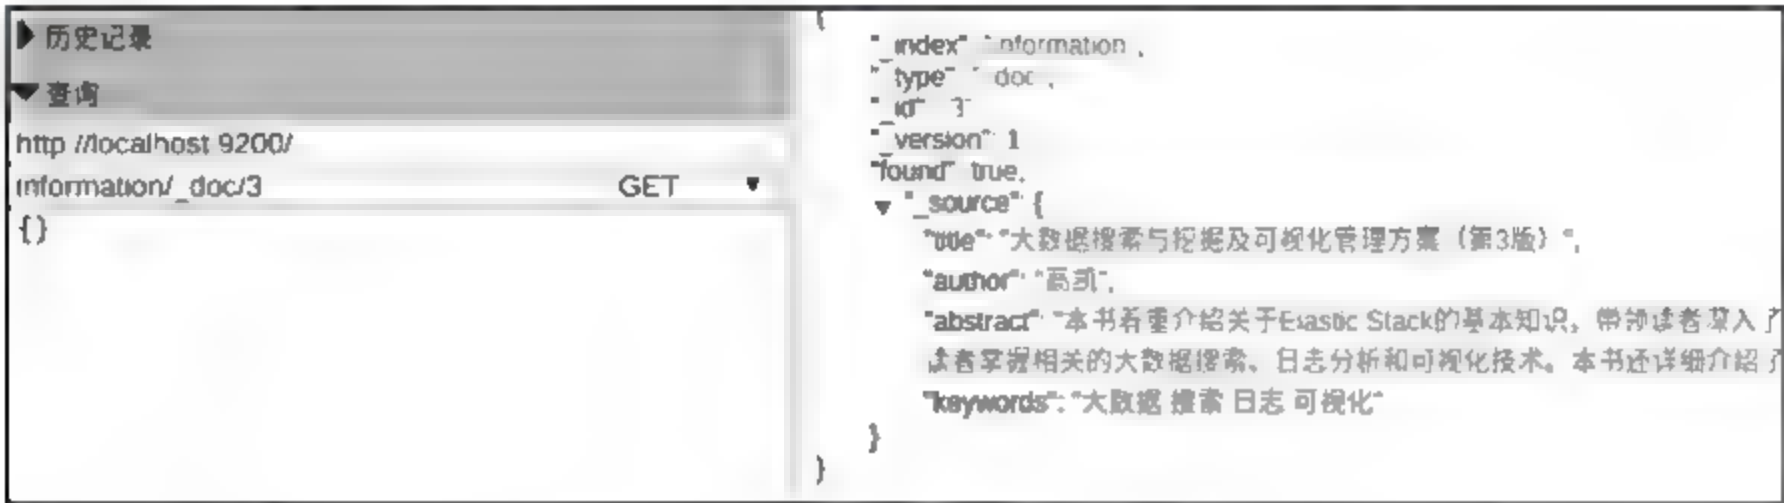 历史记录
查询
http //localhost 9200/
information/_doc/3 GET
{}
{
"_index" "information",
"_type" "_doc",
"_id" "3"
"_version" 1
"found" true,
"_source" {
"title": "大数据搜索与挖掘及可视化管理方案（第3版）",
"author": "高凯",
"abstract" "本书着重介绍关于Elastic Stack的基本知识，带领读者深入了
读者掌握相关的大数据搜索、日志分析和可视化技术。本书还详细介绍了
"keywords": "大数据 搜索 日志 可视化"
}
}